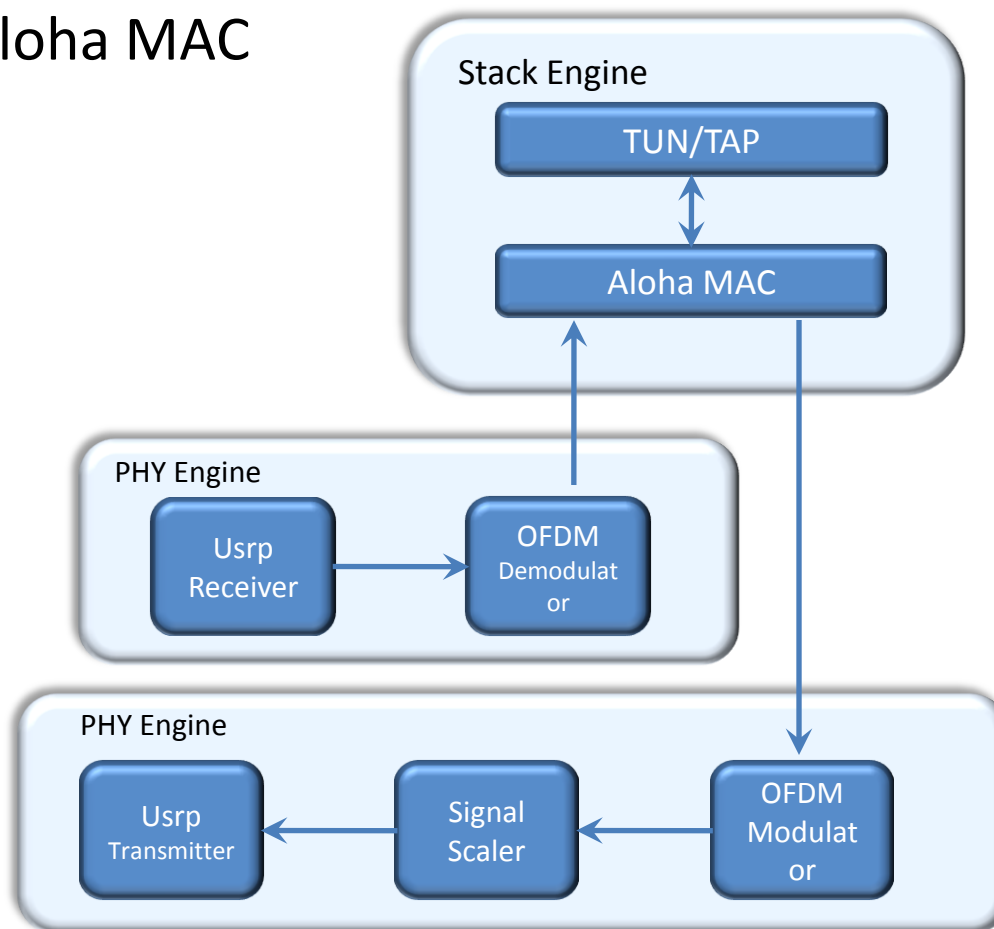 loha MAC
Stack Engine
TUN/TAP
Aloha MAC
PHY Engine
Usrp
Receiver
OFDM
Demodulat
or
PHY Engine
Usrp
Transmitter
Signal
Scaler
OFDM
Modulat
or